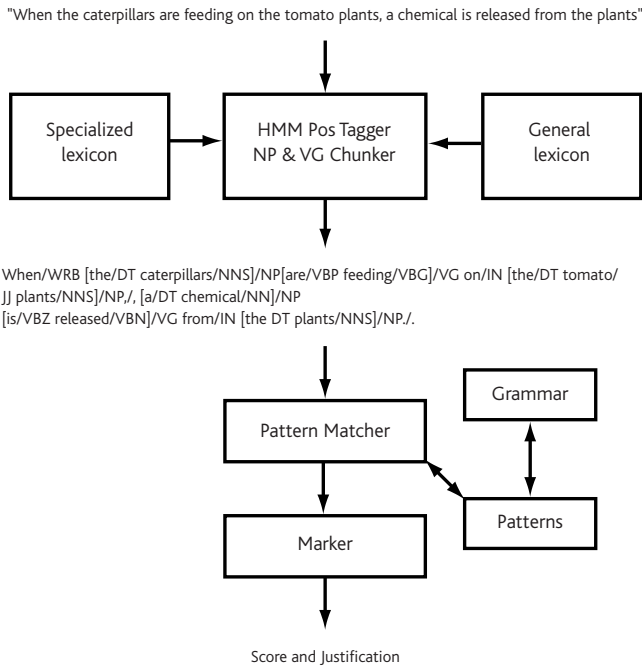 "When the caterpillars are feeding on the tomato plants, a chemical is released from the plants"
Specialized
lexicon
HMM Pos Tagger
NP & VG Chunker
General
lexicon
When/WRB [the/DT caterpillars/NNS]/NP[are/VBP feeding/VBG]/VG on/IN [the/DT tomato/
JJ plants/NNS]/NP,/, [a/DT chemical/NN]/NP
[is/VBZ released/VBN]/VG from/IN [the DT plants/NNS]/NP./.
Grammar
Pattern Matcher
Patterns
Marker
Score and Justification